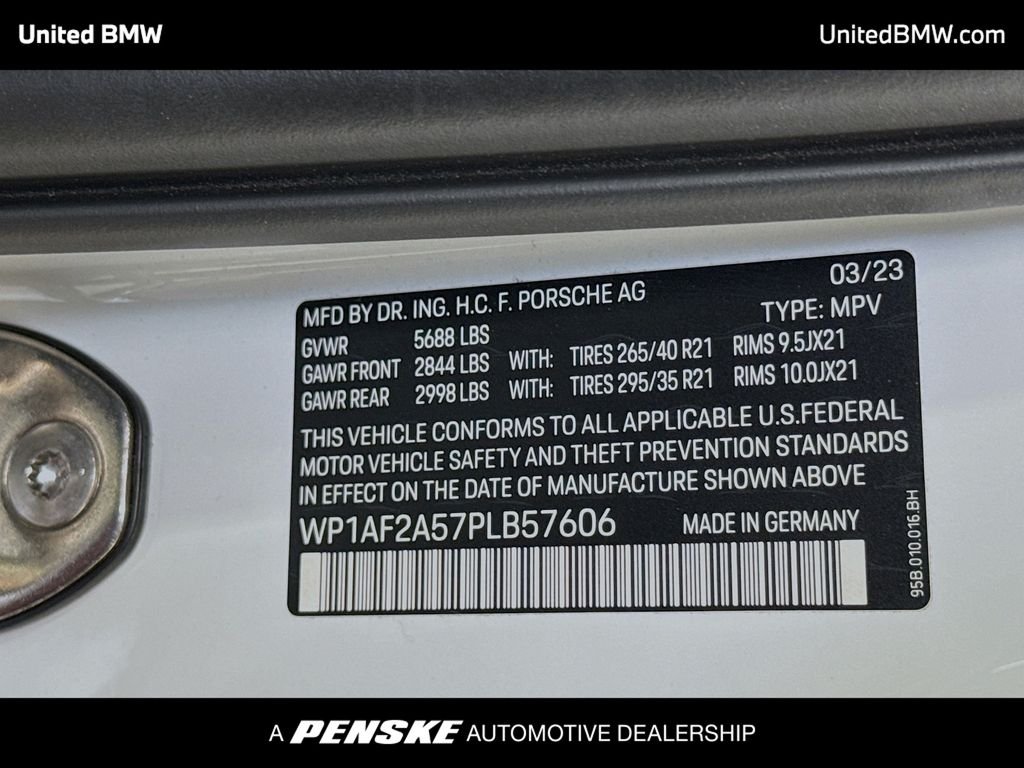 United BMW
UnitedBMW.com
03/23
MFD BY DR. ING. H.C. F. PORSCHE AG
TYPE: MPV
GVWR 5688 LBS
GAWR FRONT 2844 LBS WITH: TIRES 265/40 R21 RIMS 9.5JX21
GAWR REAR 2998 LBS WITH: TIRES 295/35 R21 RIMS 10.0JX21
THIS VEHICLE CONFORMS TO ALL APPLICABLE U.S.FEDERAL
MOTOR VEHICLE SAFETY AND THEFT PREVENTION STANDARDS
IN EFFECT ON THE DATE OF MANUFACTURE SHOWN ABOVE
WP1AF2A57PLB57606 MADE IN GERMANY
95B.010.016.BH
A PENSKE AUTOMOTIVE DEALERSHIP